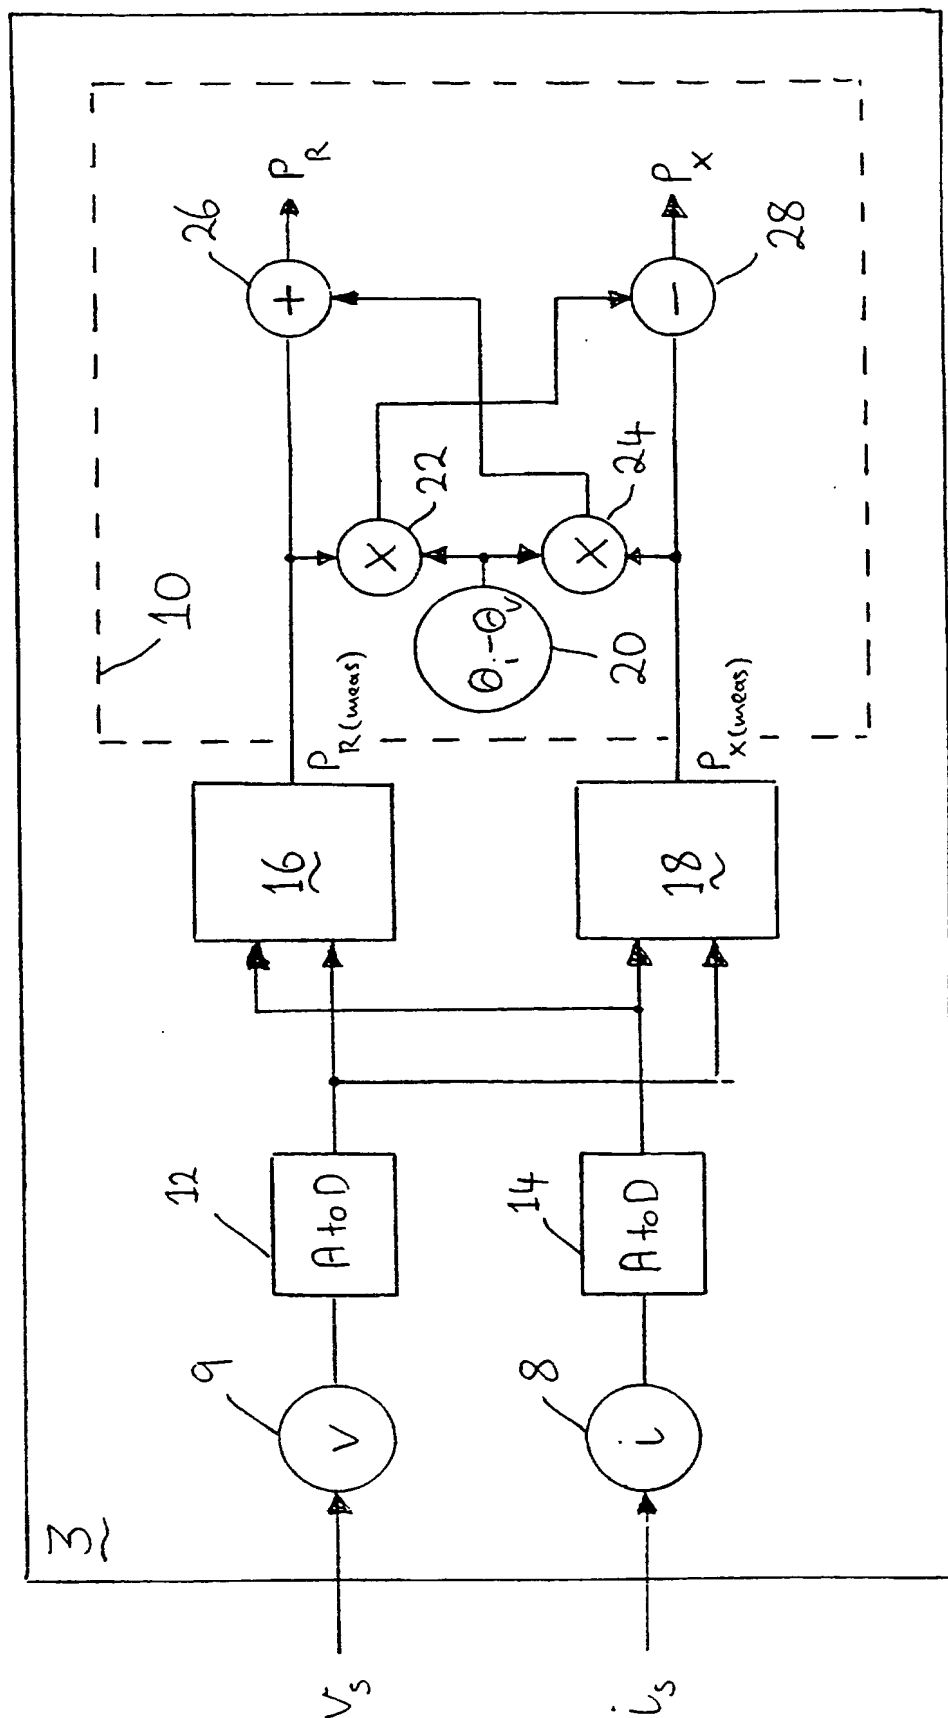 3
v_s
i_s
9
v
8
i
12
A to D
14
A to D
16
18
P_R(meas)
P_X(meas)
10
θ_i-θ_v
20
X
22
X
24
26
+
P_R
-
28
P_X